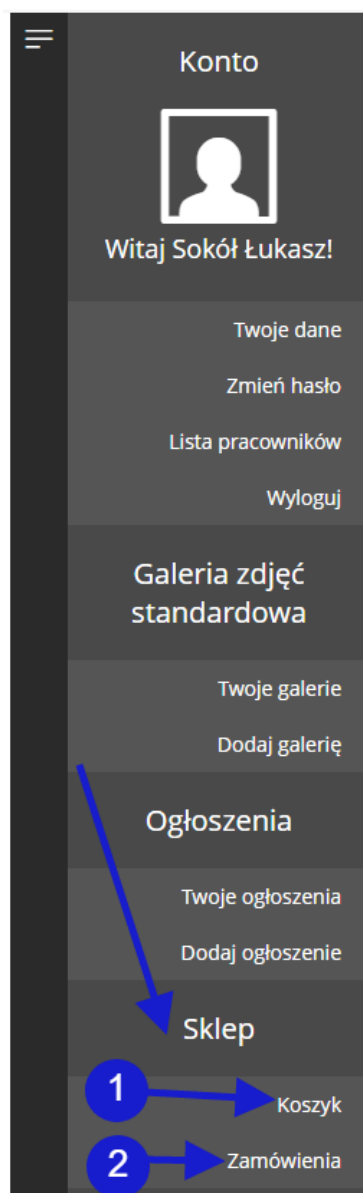 Konto
Witaj Sokół Łukasz!
Twoje dane
Zmień hasło
Lista pracowników
Wyloguj
Galeria zdjęć
standardowa
Twoje galerie
Dodaj galerię
Ogłoszenia
Twoje ogłoszenia
Dodaj ogłoszenie
Sklep
1 Koszyk
2 Zamówienia